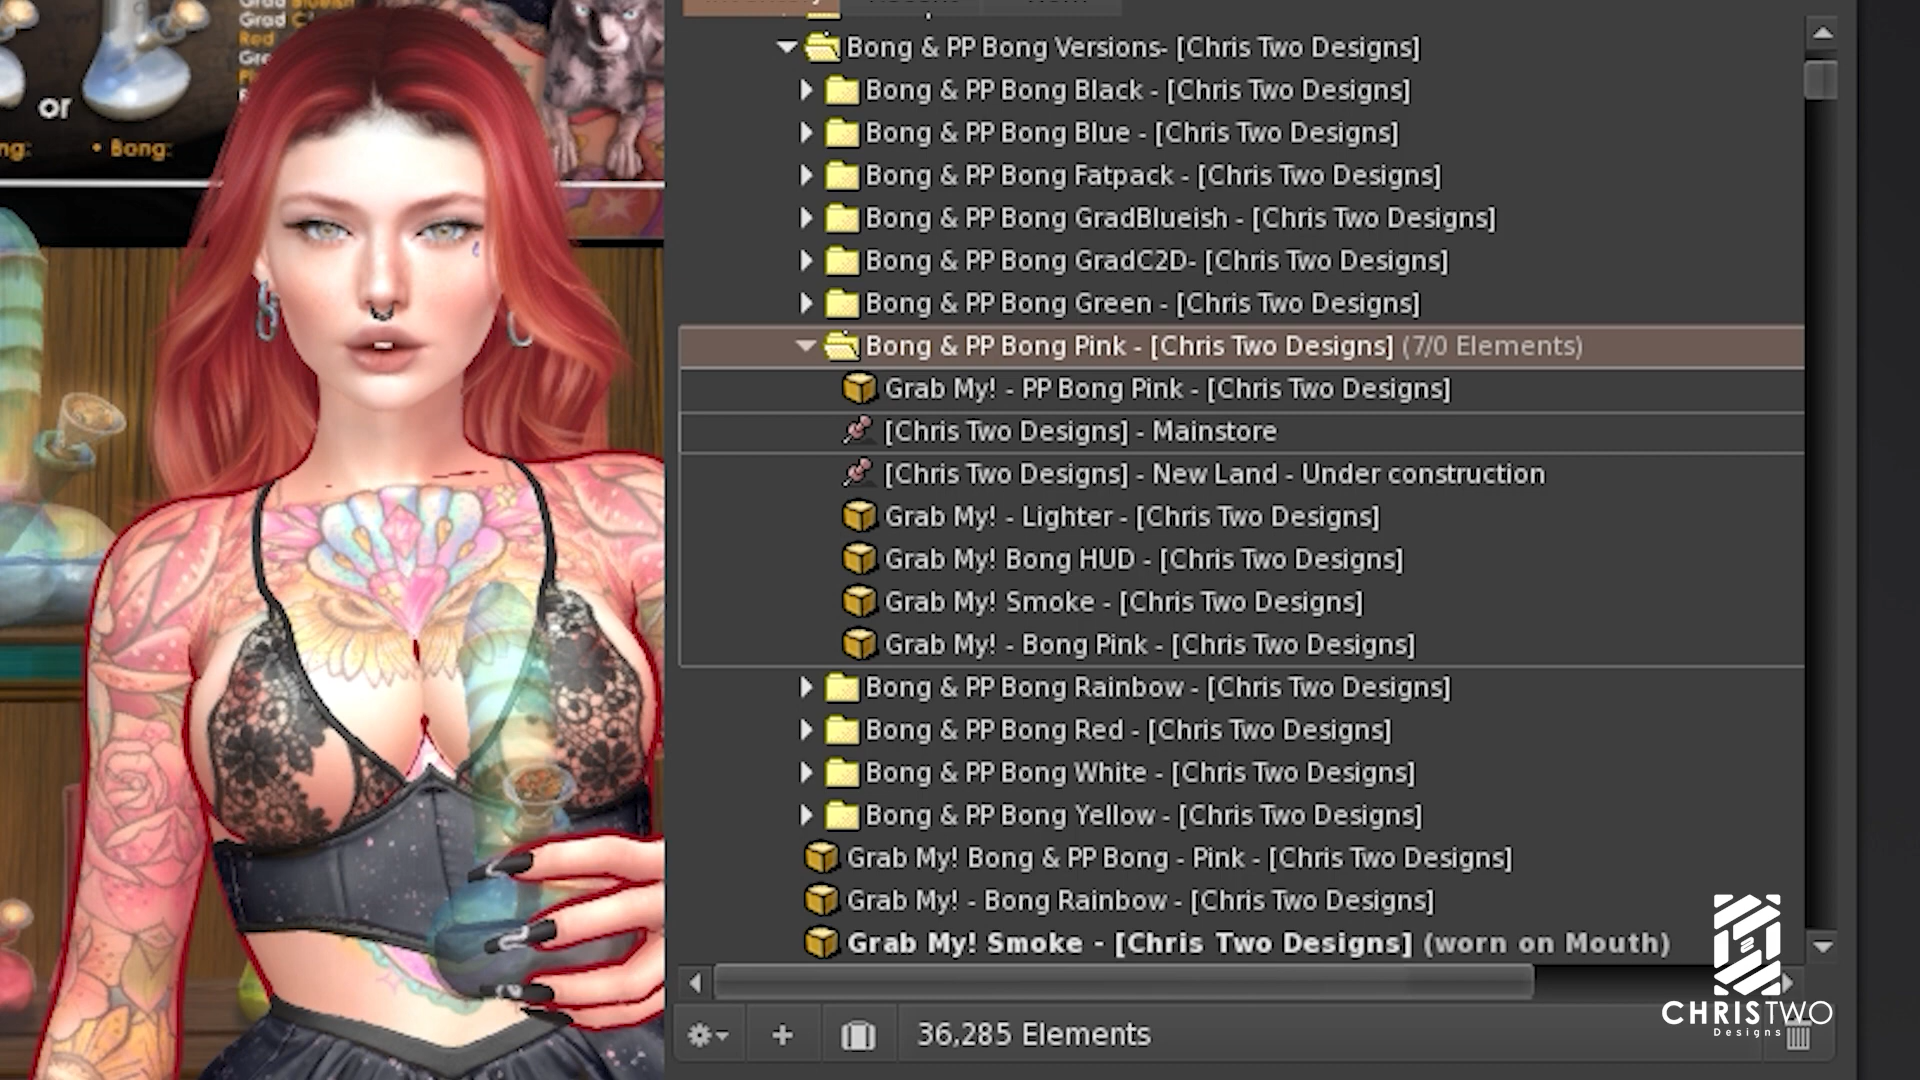 Grad Blueish
Grad C
Red
or
• Bong:
Bong & PP Bong Versions- [Chris Two Designs]
Bong & PP Bong Black - [Chris Two Designs]
Bong & PP Bong Blue - [Chris Two Designs]
Bong & PP Bong Fatpack - [Chris Two Designs]
Bong & PP Bong GradBlueish - [Chris Two Designs]
Bong & PP Bong GradC2D- [Chris Two Designs]
Bong & PP Bong Green - [Chris Two Designs]
Bong & PP Bong Pink - [Chris Two Designs] (7/0 Elements)
Grab My! - PP Bong Pink - [Chris Two Designs]
[Chris Two Designs] - Mainstore
[Chris Two Designs] - New Land - Under construction
Grab My! - Lighter - [Chris Two Designs]
Grab My! Bong HUD - [Chris Two Designs]
Grab My! Smoke - [Chris Two Designs]
Grab My! - Bong Pink - [Chris Two Designs]
Bong & PP Bong Rainbow - [Chris Two Designs]
Bong & PP Bong Red - [Chris Two Designs]
Bong & PP Bong White - [Chris Two Designs]
Bong & PP Bong Yellow - [Chris Two Designs]
Grab My! Bong & PP Bong - Pink - [Chris Two Designs]
Grab My! - Bong Rainbow - [Chris Two Designs]
Grab My! Smoke - [Chris Two Designs] (worn on Mouth)
36,285 Elements
CHRISTWO
Designs